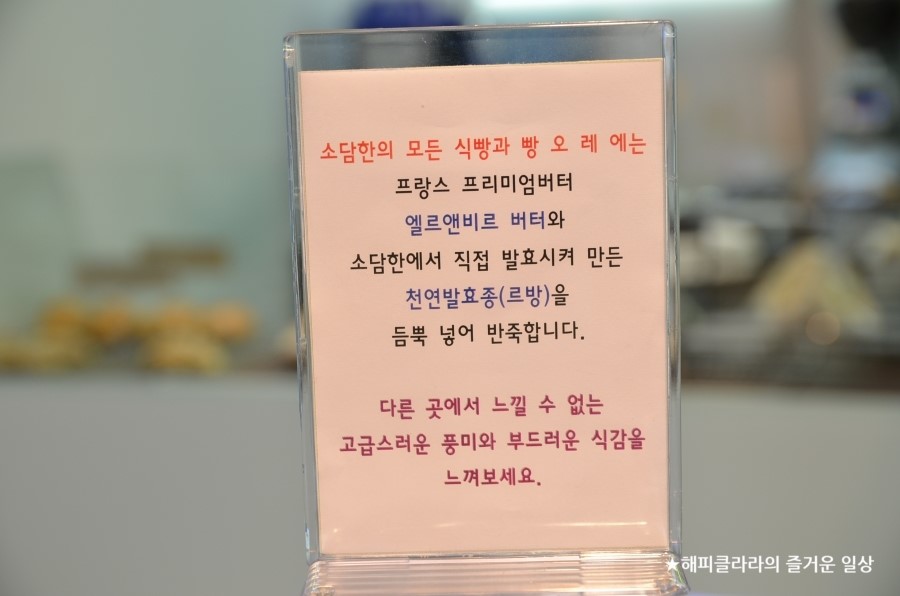 소담한의 모든 식빵과 빵 오 레 에는
프랑스 프리미엄버터
엘르앤비르 버터와
소담한에서 직접 발효시켜 만든
천연발효종(르방)을
듬뿍 넣어 반죽합니다.
다른 곳에서 느낄 수 없는
고급스러운 풍미와 부드러운 식감을
느껴보세요.
★해피클라라의 즐거운 일상